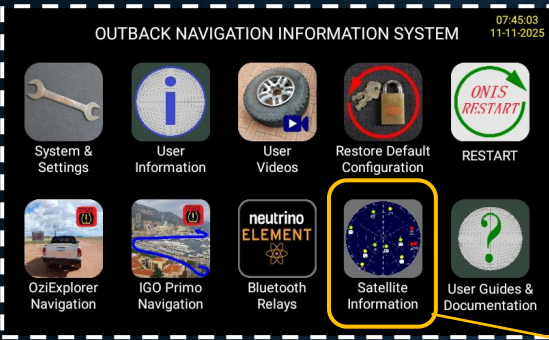 07:45:03
OUTBACK NAVIGATION INFORMATION SYSTEM
11-11-2025
ONIS
RESTART
System &
Settings
User
Information
User
Videos
Restore Default
Configuration
RESTART
neutrino
ELEMENT
OziExplorer
Navigation
IGO Primo
Navigation
Bluetooth
Relays
Satellite
Information
User Guides &
Documentation